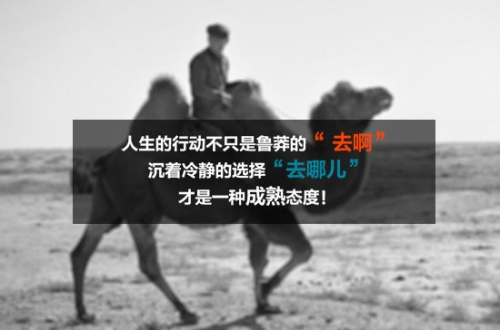 人生的行动不只是鲁莽的“去啊”
沉着冷静的选择“去哪儿”
才是一种成熟态度！